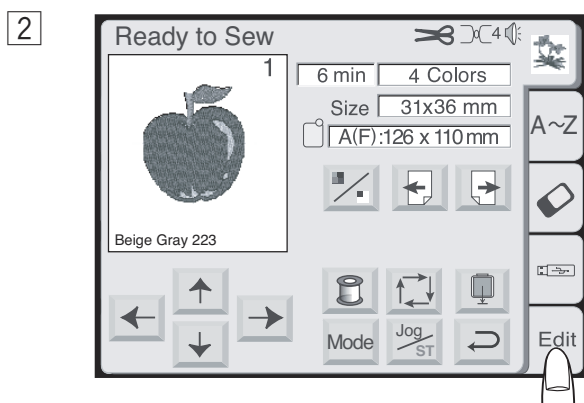 2
Ready to Sew
4
1
6 min
4 Colors
Size
31x36 mm
A(F):126 x 110 mm
A~Z
Beige Gray 223
Mode
Jog
ST
Edit